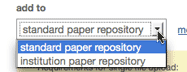 add to
standard paper repository
standard paper repository
institution paper repository